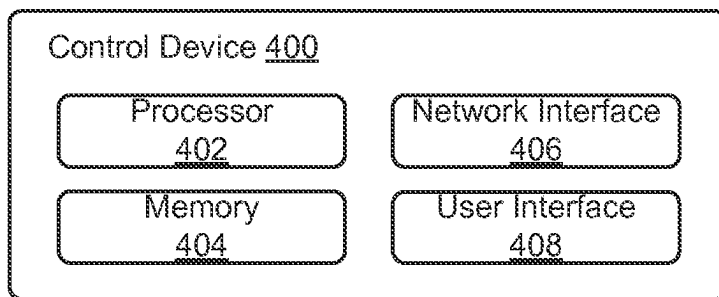 Control Device 400
Processor
402
Network Interface
406
Memory
404
User Interface
408